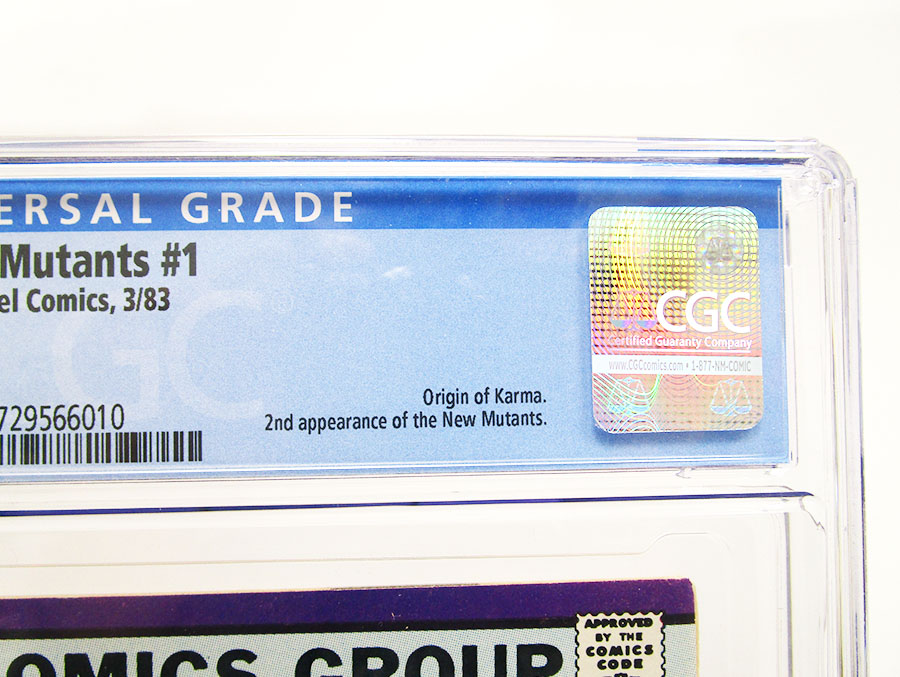 ERSAL GRADE
Mutants #1
el Comics, 3/83
Origin of Karma.
2nd appearance of the New Mutants.
729566010
CGC
Certified Guaranty Company
www.CGCcomics.com • 1-877-NM-COMIC
OMICS GROUP
APPROVED
BY THE
COMICS
CODE